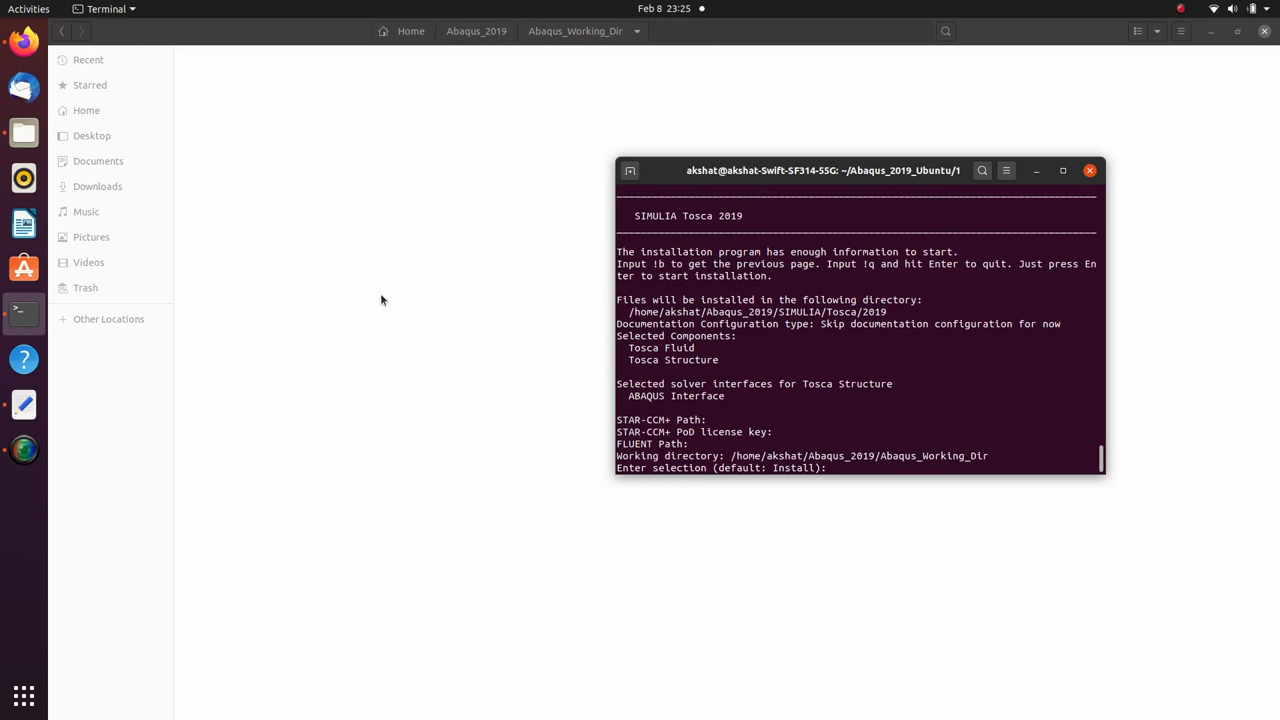 Activities
Terminal
Feb 8 23:25
Home
Abaqus_2019
Abaqus_Working_Dir
Recent
Starred
Home
Desktop
Documents
Downloads
Music
Pictures
Videos
Trash
Other Locations
akshat@akshat-Swift-SF314-55G: ~/Abaqus_2019_Ubuntu/1
SIMULIA Tosca 2019
The installation program has enough information to start.
Input !b to get the previous page. Input !q and hit Enter to quit. Just press En
ter to start installation.
Files will be installed in the following directory:
/home/akshat/Abaqus_2019/SIMULIA/Tosca/2019
Documentation Configuration type: Skip documentation configuration for now
Selected Components:
Tosca Fluid
Tosca Structure
Selected solver interfaces for Tosca Structure
ABAQUS Interface
STAR-CCM+ Path:
STAR-CCM+ PoD license key:
FLUENT Path:
Working directory: /home/akshat/Abaqus_2019/Abaqus_Working_Dir
Enter selection (default: Install):